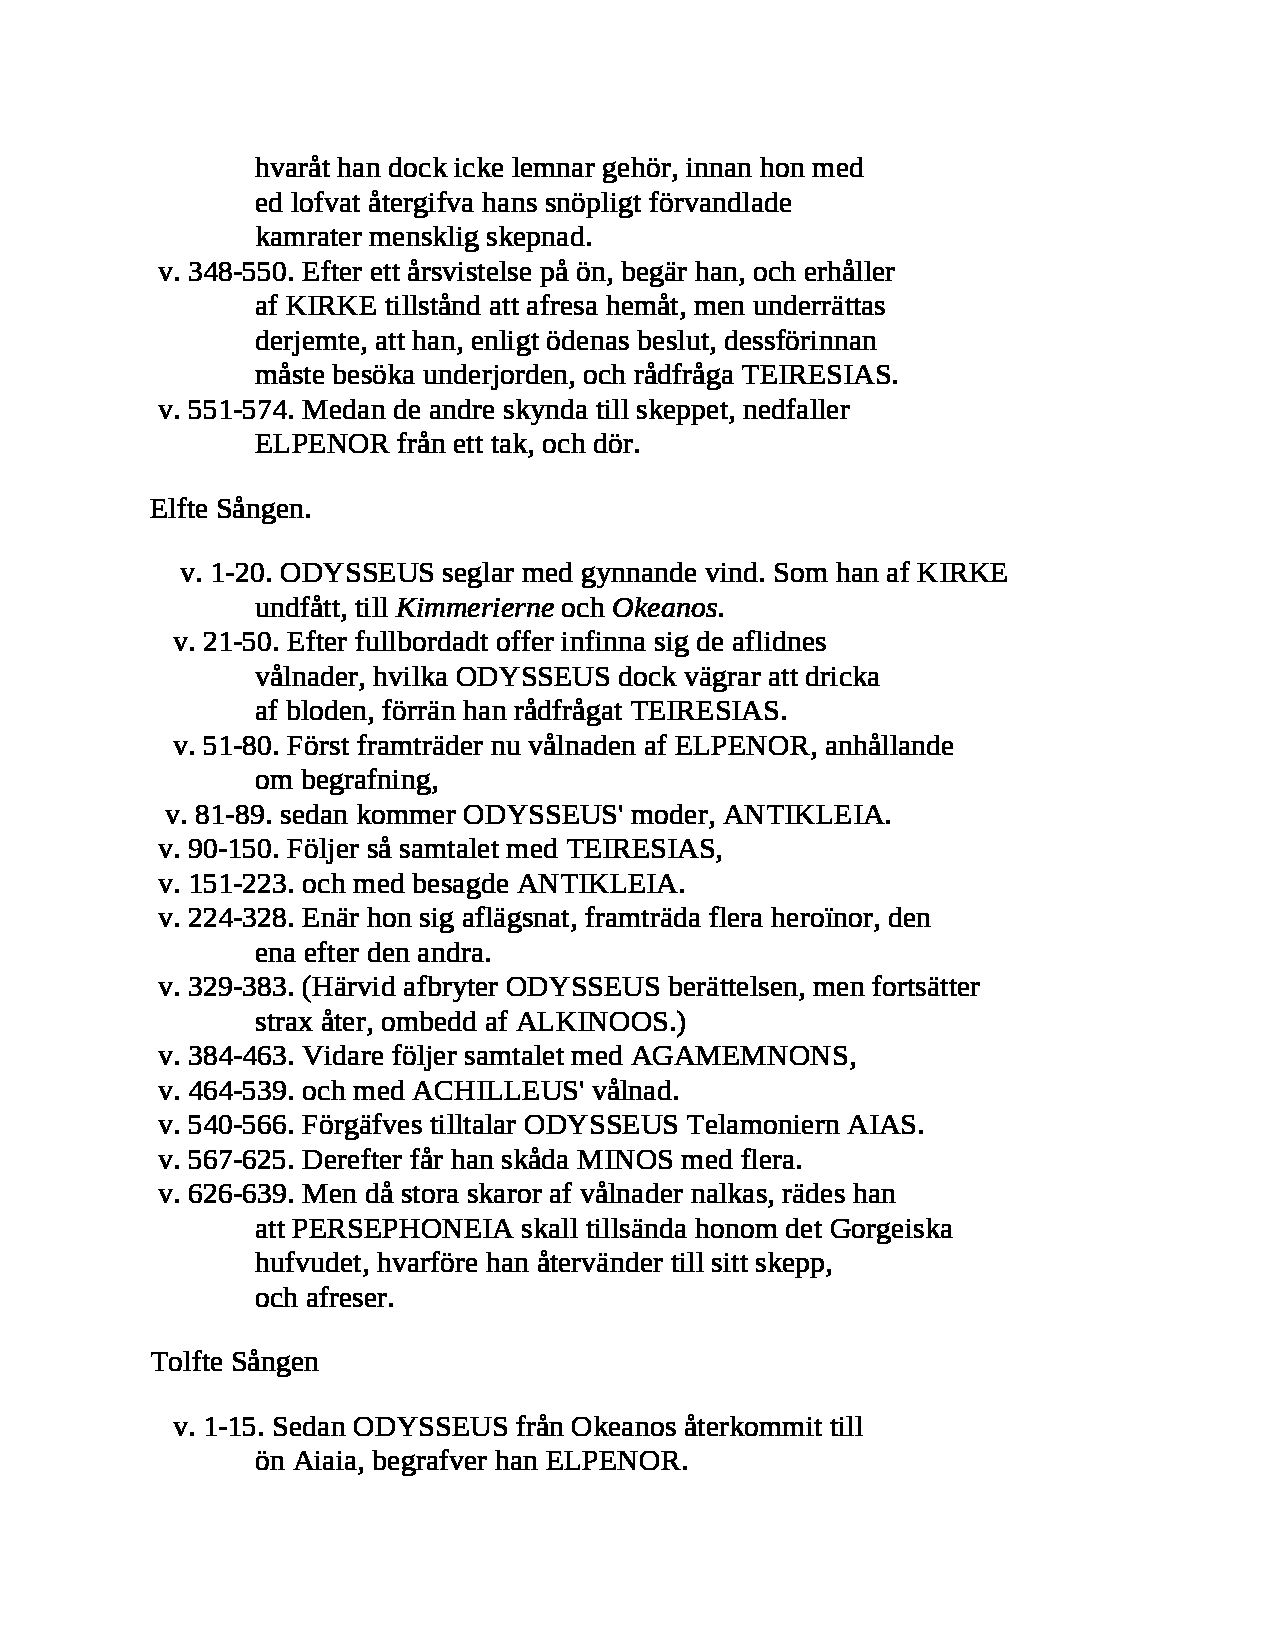 hvaråt han dock icke lemnar gehör, innan hon med
ed lofvat återgifva hans snöpligt förvandlade
kamrater mensklig skepnad.
v. 348-550. Efter ett årsvistelse på ön, begär han, och erhåller
af KIRKE tillstånd att afresa hemåt, men underrättas
derjemte, att han, enligt ödenas beslut, dessförinnan
måste besöka underjorden, och rådfråga TEIRESIAS.
v. 551-574. Medan de andre skynda till skeppet, nedfaller
ELPENOR från ett tak, och dör.
Elfte Sången.
v. 1-20. ODYSSEUS seglar med gynnande vind. Som han af KIRKE
undfått, till Kimmerierne och Okeanos.
v. 21-50. Efter fullbordadt offer infinna sig de aflidnes
vålnader, hvilka ODYSSEUS dock vägrar att dricka
af bloden, förrän han rådfrågat TEIRESIAS.
v. 51-80. Först framträder nu vålnaden af ELPENOR, anhållande
om begrafning,
v. 81-89. sedan kommer ODYSSEUS' moder, ANTIKLEIA.
v. 90-150. Följer så samtalet med TEIRESIAS,
v. 151-223. och med besagde ANTIKLEIA.
v. 224-328. Enär hon sig aflägsnat, framträda flera heroïnor, den
ena efter den andra.
v. 329-383. (Härvid afbryter ODYSSEUS berättelsen, men fortsätter
strax åter, ombedd af ALKINOOS.)
v. 384-463. Vidare följer samtalet med AGAMEMNONS,
v. 464-539. och med ACHILLEUS' vålnad.
v. 540-566. Förgäfves tilltalar ODYSSEUS Telamoniern AIAS.
v. 567-625. Derefter får han skåda MINOS med flera.
v. 626-639. Men då stora skaror af vålnader nalkas, rädes han
att PERSEPHONEIA skall tillsända honom det Gorgeiska
hufvudet, hvarföre han återvänder till sitt skepp,
och afreser.
Tolfte Sången
v. 1-15. Sedan ODYSSEUS från Okeanos återkommit till
ön Aiaia, begrafver han ELPENOR.